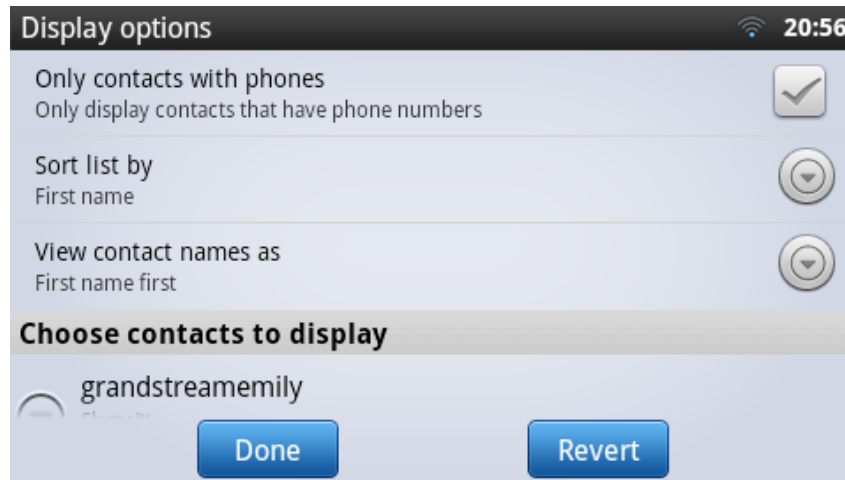 Display options
20:56
Only contacts with phones
Only display contacts that have phone numbers
Sort list by
First name
View contact names as
First name first
Choose contacts to display
grandstreamemily
Done
Revert